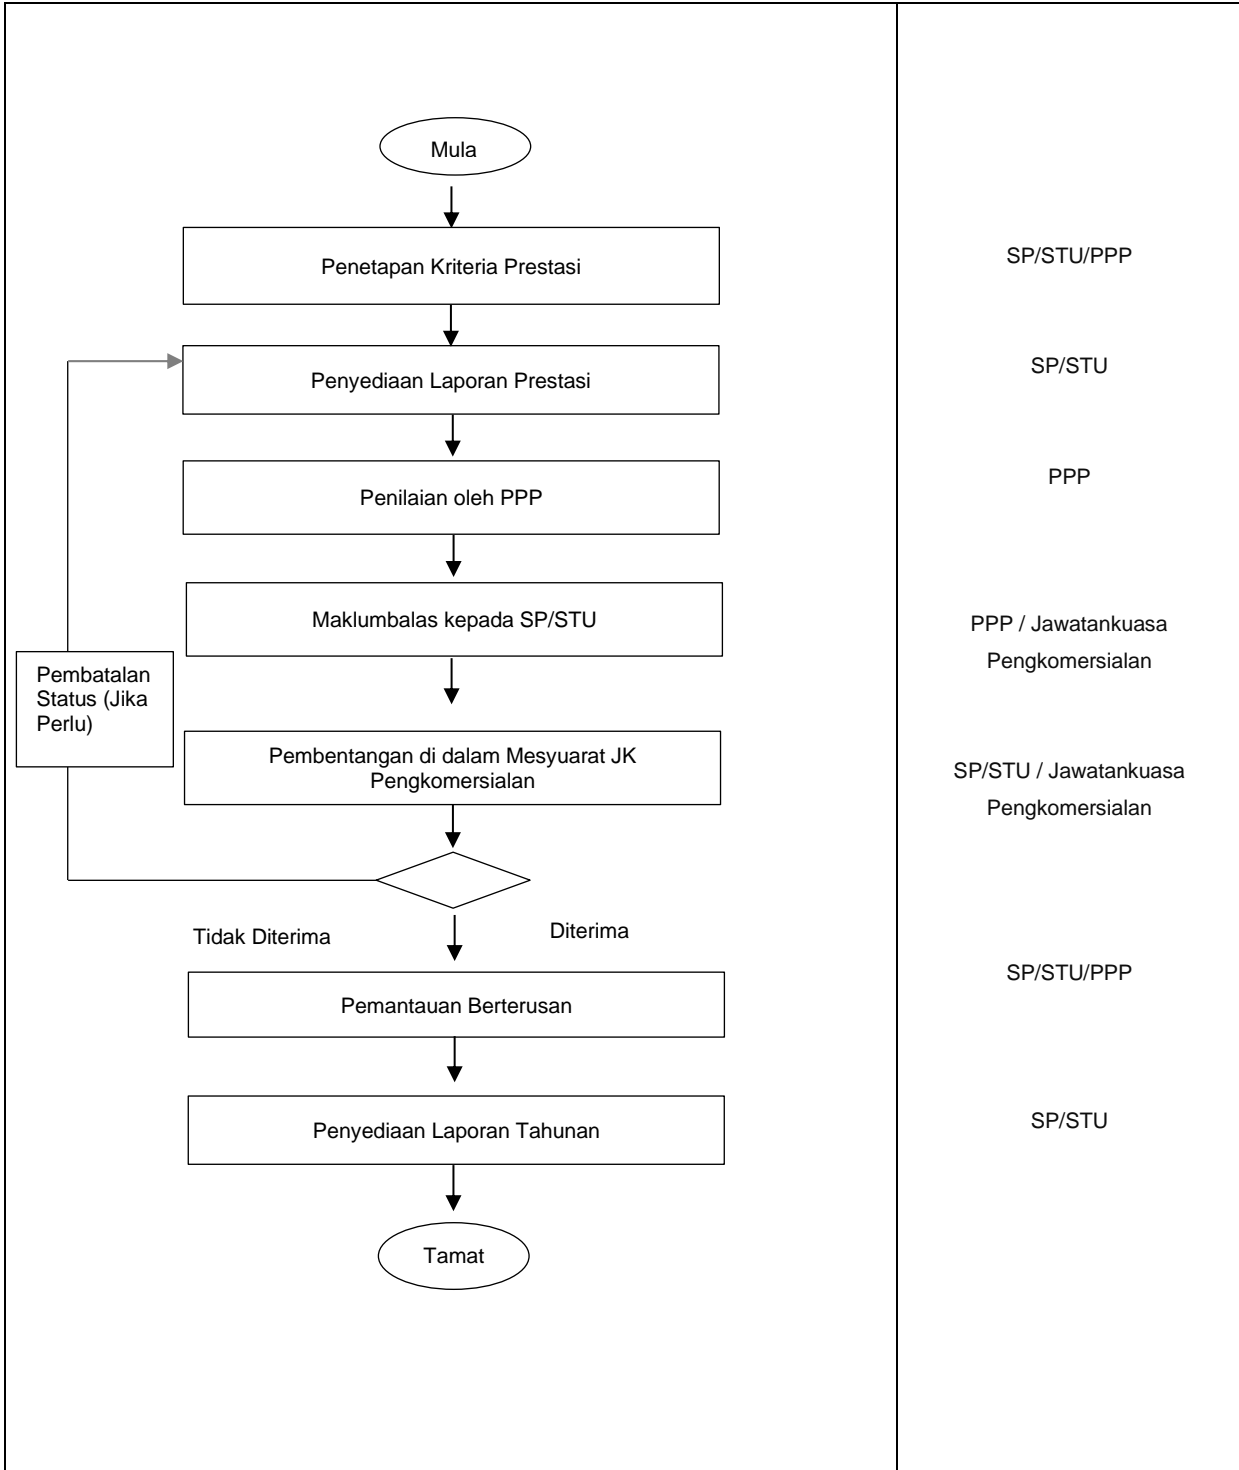 Mula
Penetapan Kriteria Prestasi
SP/STU/PPP
Penyediaan Laporan Prestasi
SP/STU
Penilaian oleh PPP
PPP
Maklumbalas kepada SP/STU
PPP / Jawatankuasa
Pengkomersialan
Pembatalan
Status (Jika
Perlu)
Pembentangan di dalam Mesyuarat JK
Pengkomersialan
SP/STU / Jawatankuasa
Pengkomersialan
Tidak Diterima
Diterima
Pemantauan Berterusan
SP/STU/PPP
Penyediaan Laporan Tahunan
SP/STU
Tamat